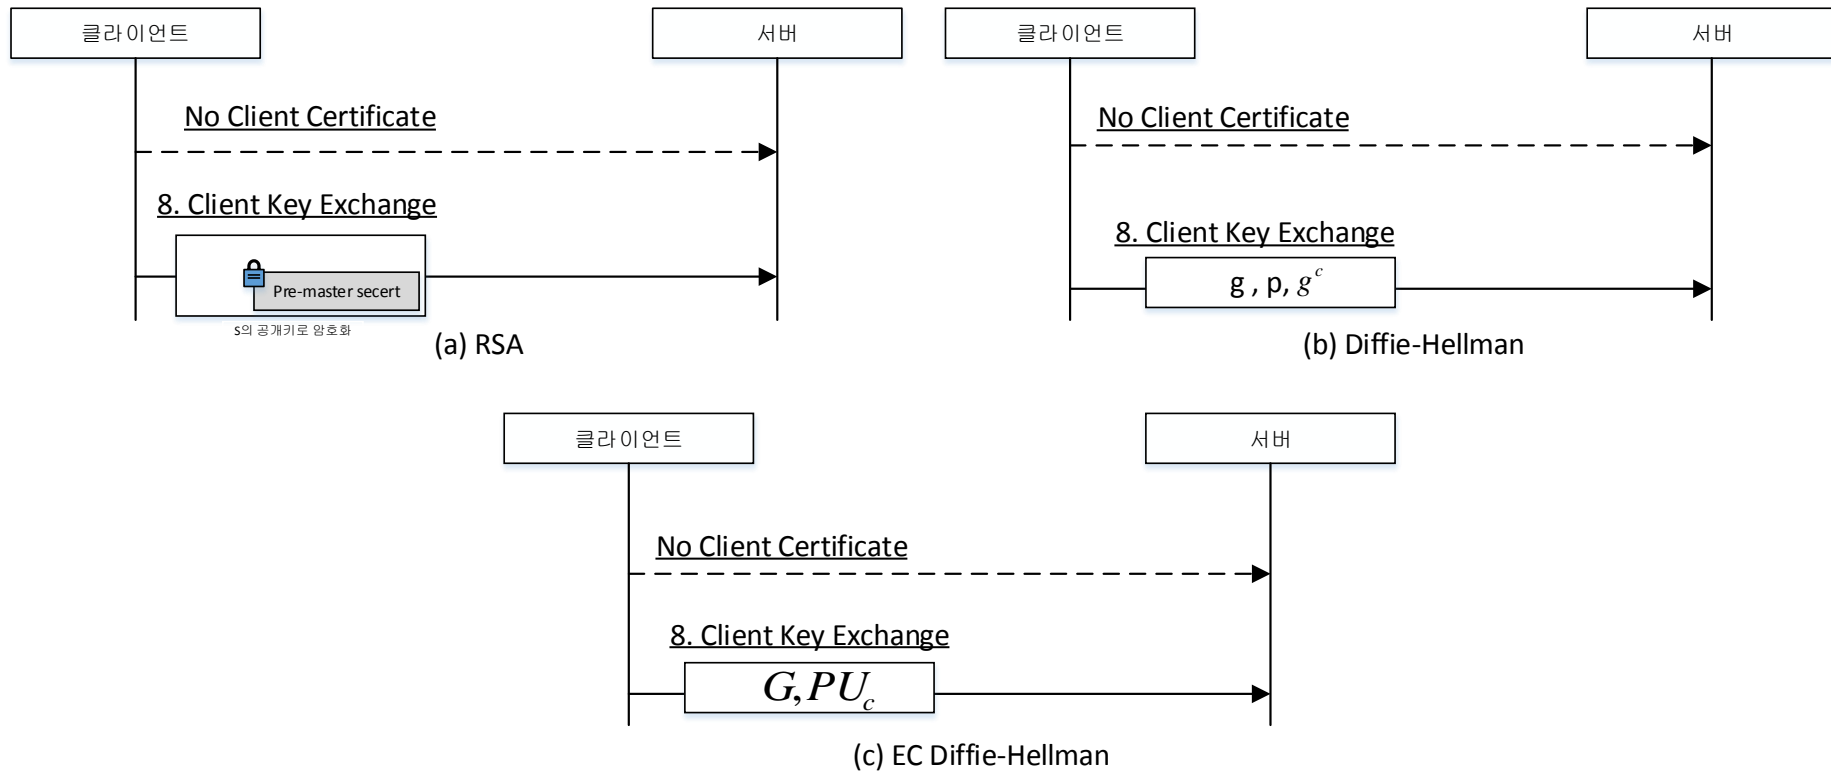 클라이언트
서버
No Client Certificate
8. Client Key Exchange
Pre-master secert
s의 공개키로 암호화
(a) RSA
클라이언트
서버
No Client Certificate
8. Client Key Exchange
g , p, g^c
(b) Diffie-Hellman
클라이언트
서버
No Client Certificate
8. Client Key Exchange
G, PU_c
(c) EC Diffie-Hellman